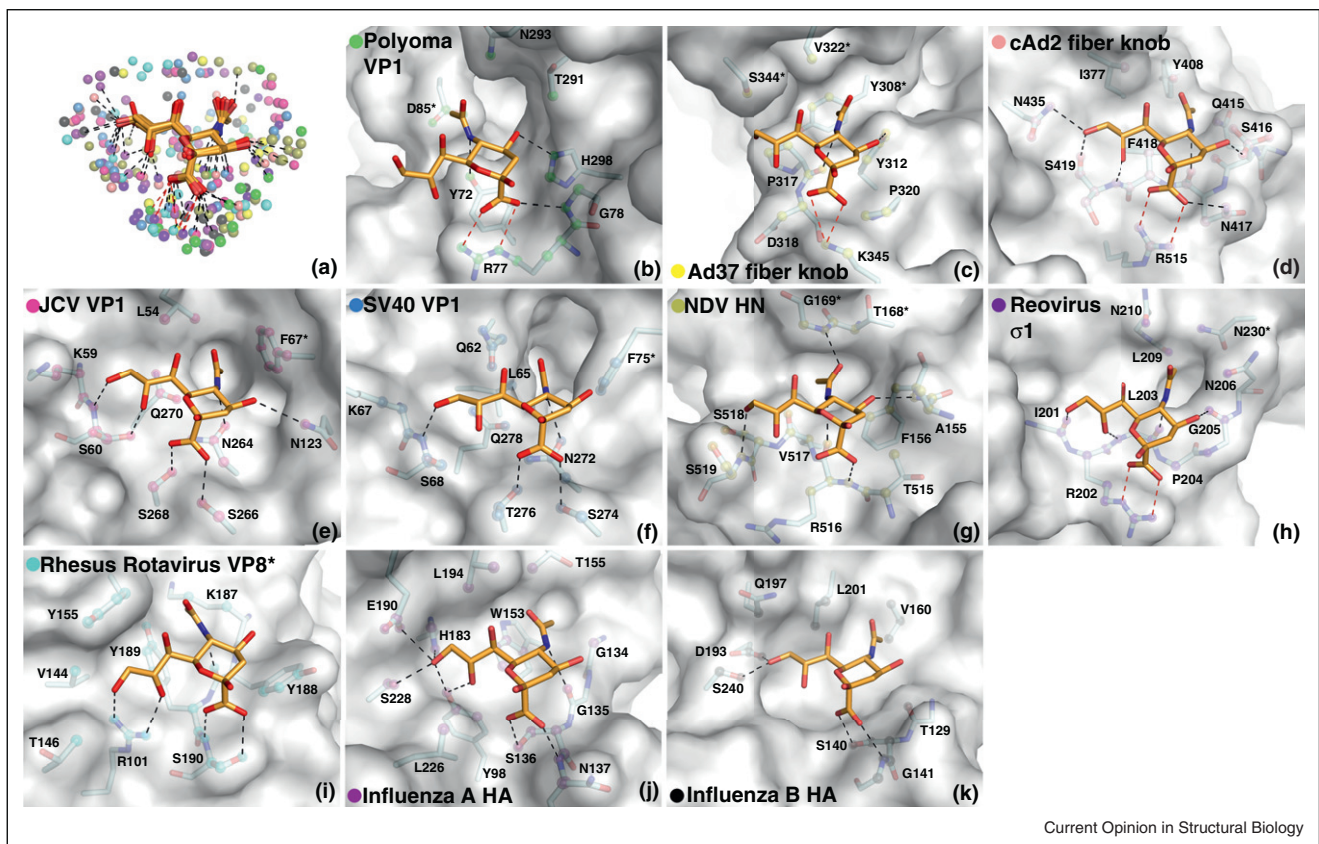 (a)
Polyoma
VP1
N293
T291
D85*
H298
Y72
G78
R77
(b)
V322*
S344*
Y308*
Y312
P317
P320
D318
K345
Ad37 fiber knob
(c)
cAd2 fiber knob
I377
Y408
N435
Q415
S416
F418
S419
N417
R515
(d)
JCV VP1
L54
F67*
K59
Q270
N264
N123
S60
S268
S266
(e)
SV40 VP1
Q62
F75*
L65
K67
Q278
N272
S68
T276
S274
(f)
NDV HN
G169*
T168*
S518
A155
F156
V517
S519
T515
R516
(g)
Reovirus
σ1
N210
N230*
L209
N206
L203
I201
G205
P204
R202
(h)
Rhesus Rotavirus VP8*
K187
Y155
Y189
V144
Y188
T146
R101
S190
(i)
L194
T155
E190
W153
H183
G134
S228
G135
S136
L226
Y98
N137
Influenza A HA
(j)
Q197
L201
V160
D193
S240
T129
S140
G141
Influenza B HA
(k)
Current Opinion in Structural Biology